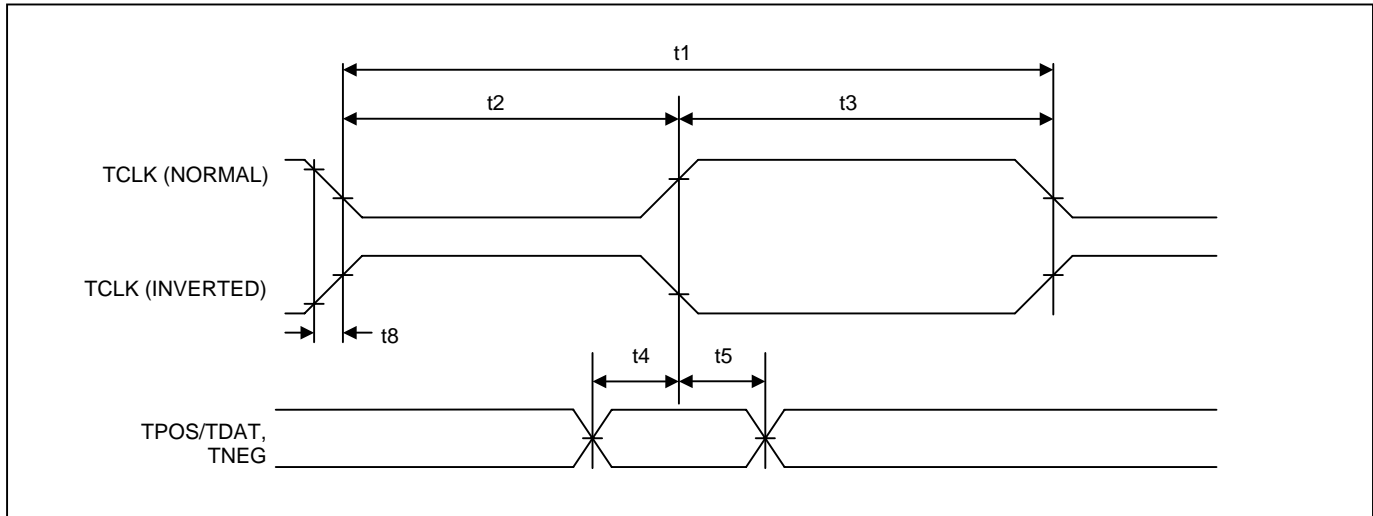 t1
t2
t3
TCLK (NORMAL)
TCLK (INVERTED)
t8
t4
t5
TPOS/TDAT,
TNEG